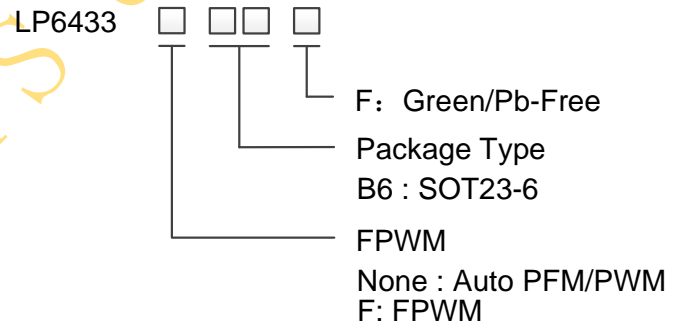 LP6433 □ □□ □
F：Green/Pb-Free
Package Type
B6 : SOT23-6
FPWM
None : Auto PFM/PWM
F: FPWM